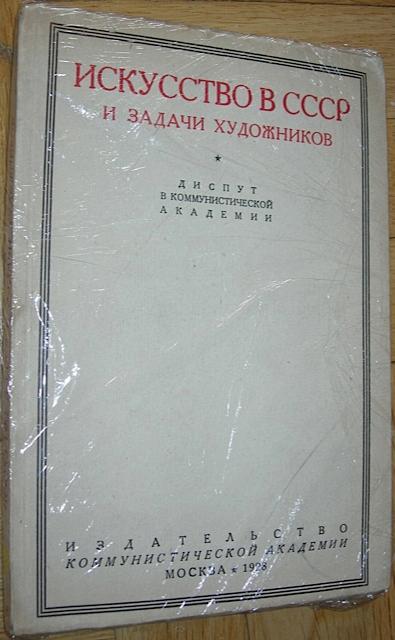 ИСКУССТВО В СССР
И ЗАДАЧИ ХУДОЖНИКОВ
★
ДИСПУТ
В КОММУНИСТИЧЕСКОЙ
АКАДЕМИИ
ИЗДАТЕЛЬСТВО
КОММУНИСТИЧЕСКОЙ АКАДЕМИИ
МОСКВА ★ 1928